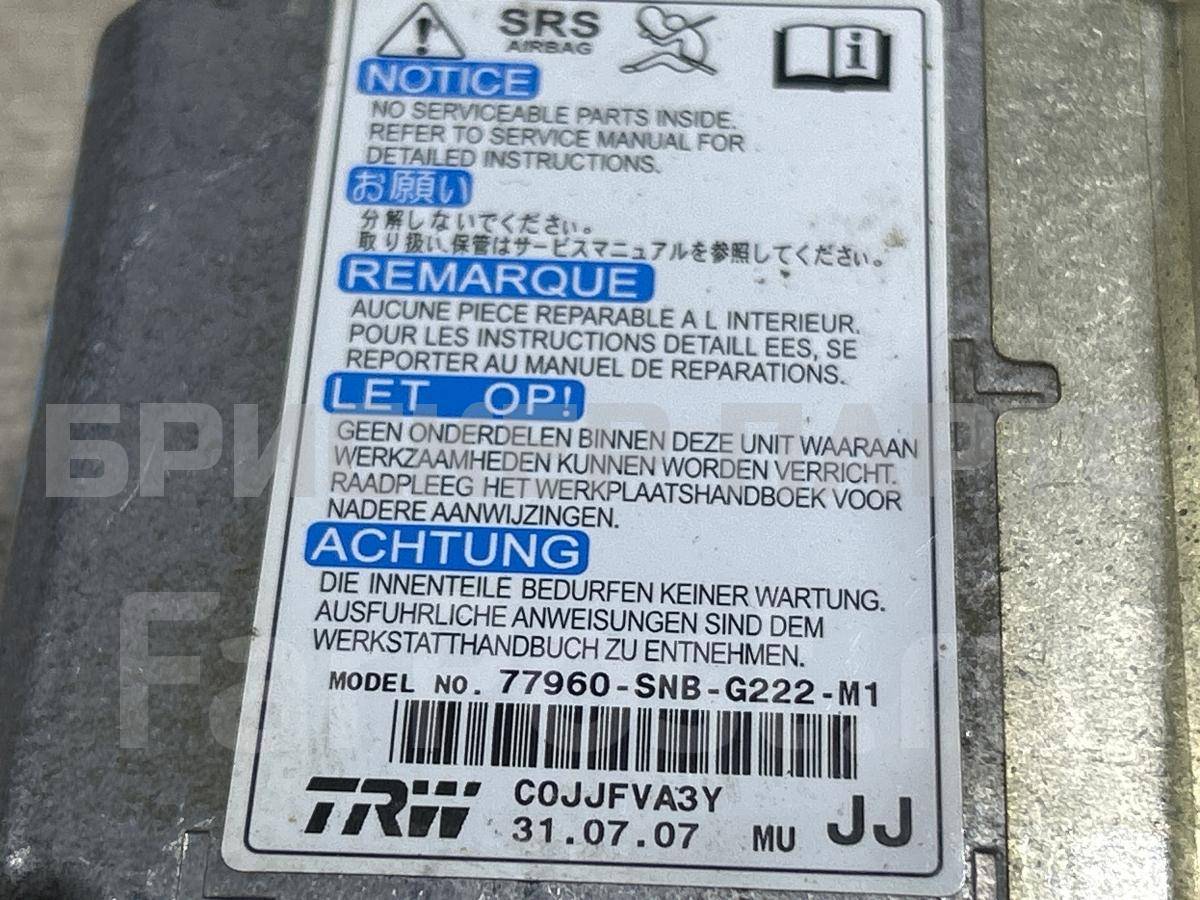 SRS
AIRBAG
NOTICE
NO SERVICEABLE PARTS INSIDE.
REFER TO SERVICE MANUAL FOR
DETAILED INSTRUCTIONS.
お願い
分解しないでください。
取り扱い、保管はサービスマニュアルを参照してください。
REMARQUE
AUCUNE PIECE REPARABLE A L INTERIEUR.
POUR LES INSTRUCTIONS DETAILL EES, SE
REPORTER AU MANUEL DE REPARATIONS.
LET OP!
GEEN ONDERDELEN BINNEN DEZE UNIT WAARAAN
WERKZAAMHEDEN KUNNEN WORDEN VERRICHT.
RAADPLEEG HET WERKPLAATSHANDBOEK VOOR
NADERE AANWIJZINGEN.
ACHTUNG
DIE INNENTEILE BEDURFEN KEINER WARTUNG.
AUSFUHRLICHE ANWEISUNGEN SIND DEM
WERKSTATTHANDBUCH ZU ENTNEHMEN.
MODEL NO. 77960-SNB-G222-M1
TRW C0JJFVA3Y
31.07.07 MU JJ